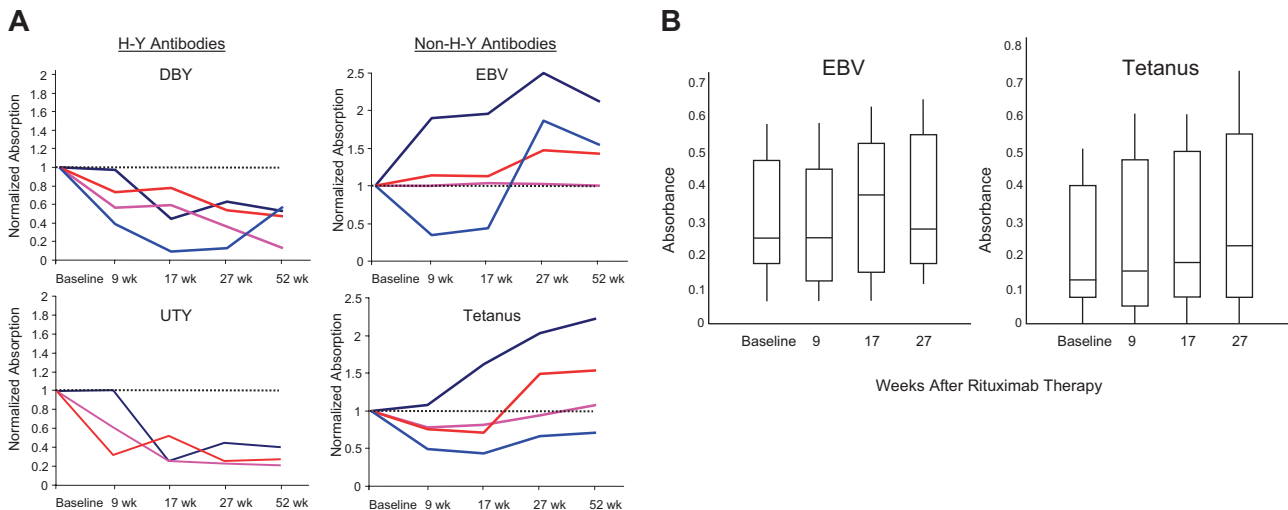 A
H-Y Antibodies
Non-H-Y Antibodies
DBY
Normalized Absorption
2
1.8
1.6
1.4
1.2
1
0.8
0.6
0.4
0.2
0
Baseline 9 wk 17 wk 27 wk 52 wk
EBV
Normalized Absorption
2.5
2
1.5
1
0.5
0
Baseline 9 wk 17 wk 27 wk 52 wk
UTY
Normalized Absorption
2
1.8
1.6
1.4
1.2
1
0.8
0.6
0.4
0.2
Baseline 9 wk 17 wk 27 wk 52 wk
Tetanus
Normalized Absorption
2.5
2
1.5
1
0.5
0
Baseline 9 wk 17 wk 27 wk 52 wk
B
EBV
Absorbance
0.7
0.6
0.5
0.4
0.3
0.2
0.1
0
Baseline 9 17 27
Tetanus
Absorbance
0.8
0.7
0.6
0.5
0.4
0.3
0.2
0.1
0
Baseline 9 17 27
Weeks After Rituximab Therapy